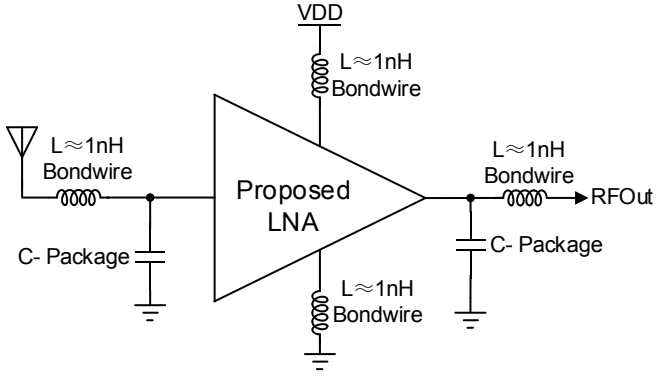 VDD
L≈1nH
Bondwire
L≈1nH
Bondwire
L≈1nH
Bondwire
Proposed
LNA
RFOut
C- Package
C- Package
L≈1nH
Bondwire